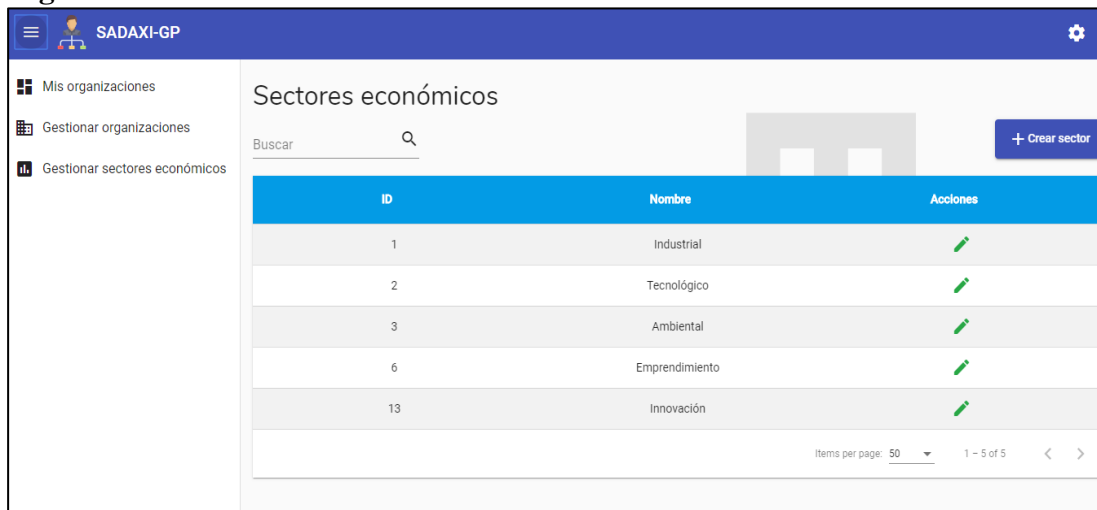 SADAXI-GP
Mis organizaciones
Gestionar organizaciones
Gestionar sectores económicos
Sectores económicos
Buscar
+ Crear sector
ID Nombre Acciones
1 Industrial
2 Tecnológico
3 Ambiental
6 Emprendimiento
13 Innovación
Items per page: 50 1 – 5 of 5